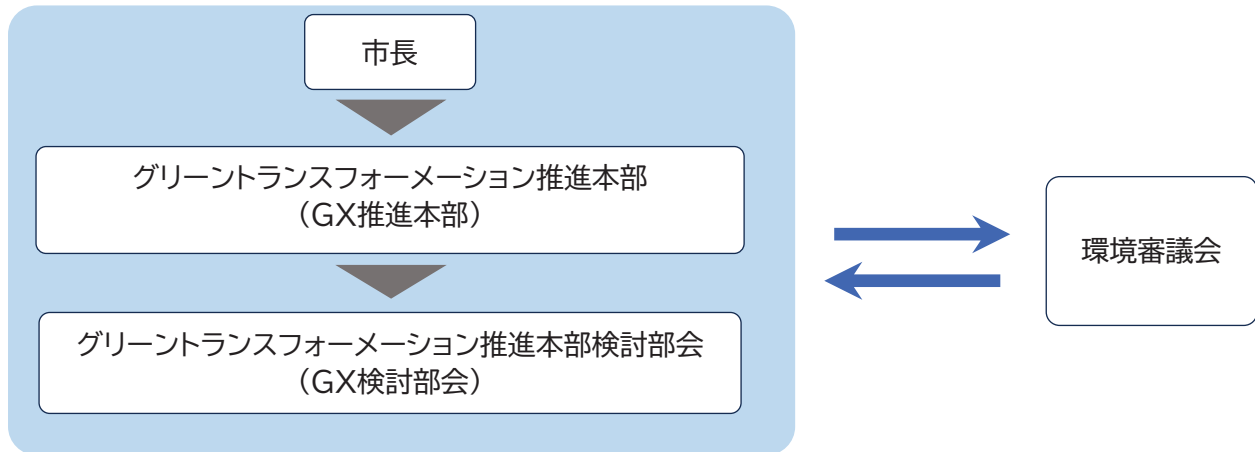 市長
グリーントランスフォーメーション推進本部
（GX推進本部）
グリーントランスフォーメーション推進本部検討部会
（GX検討部会）
環境審議会